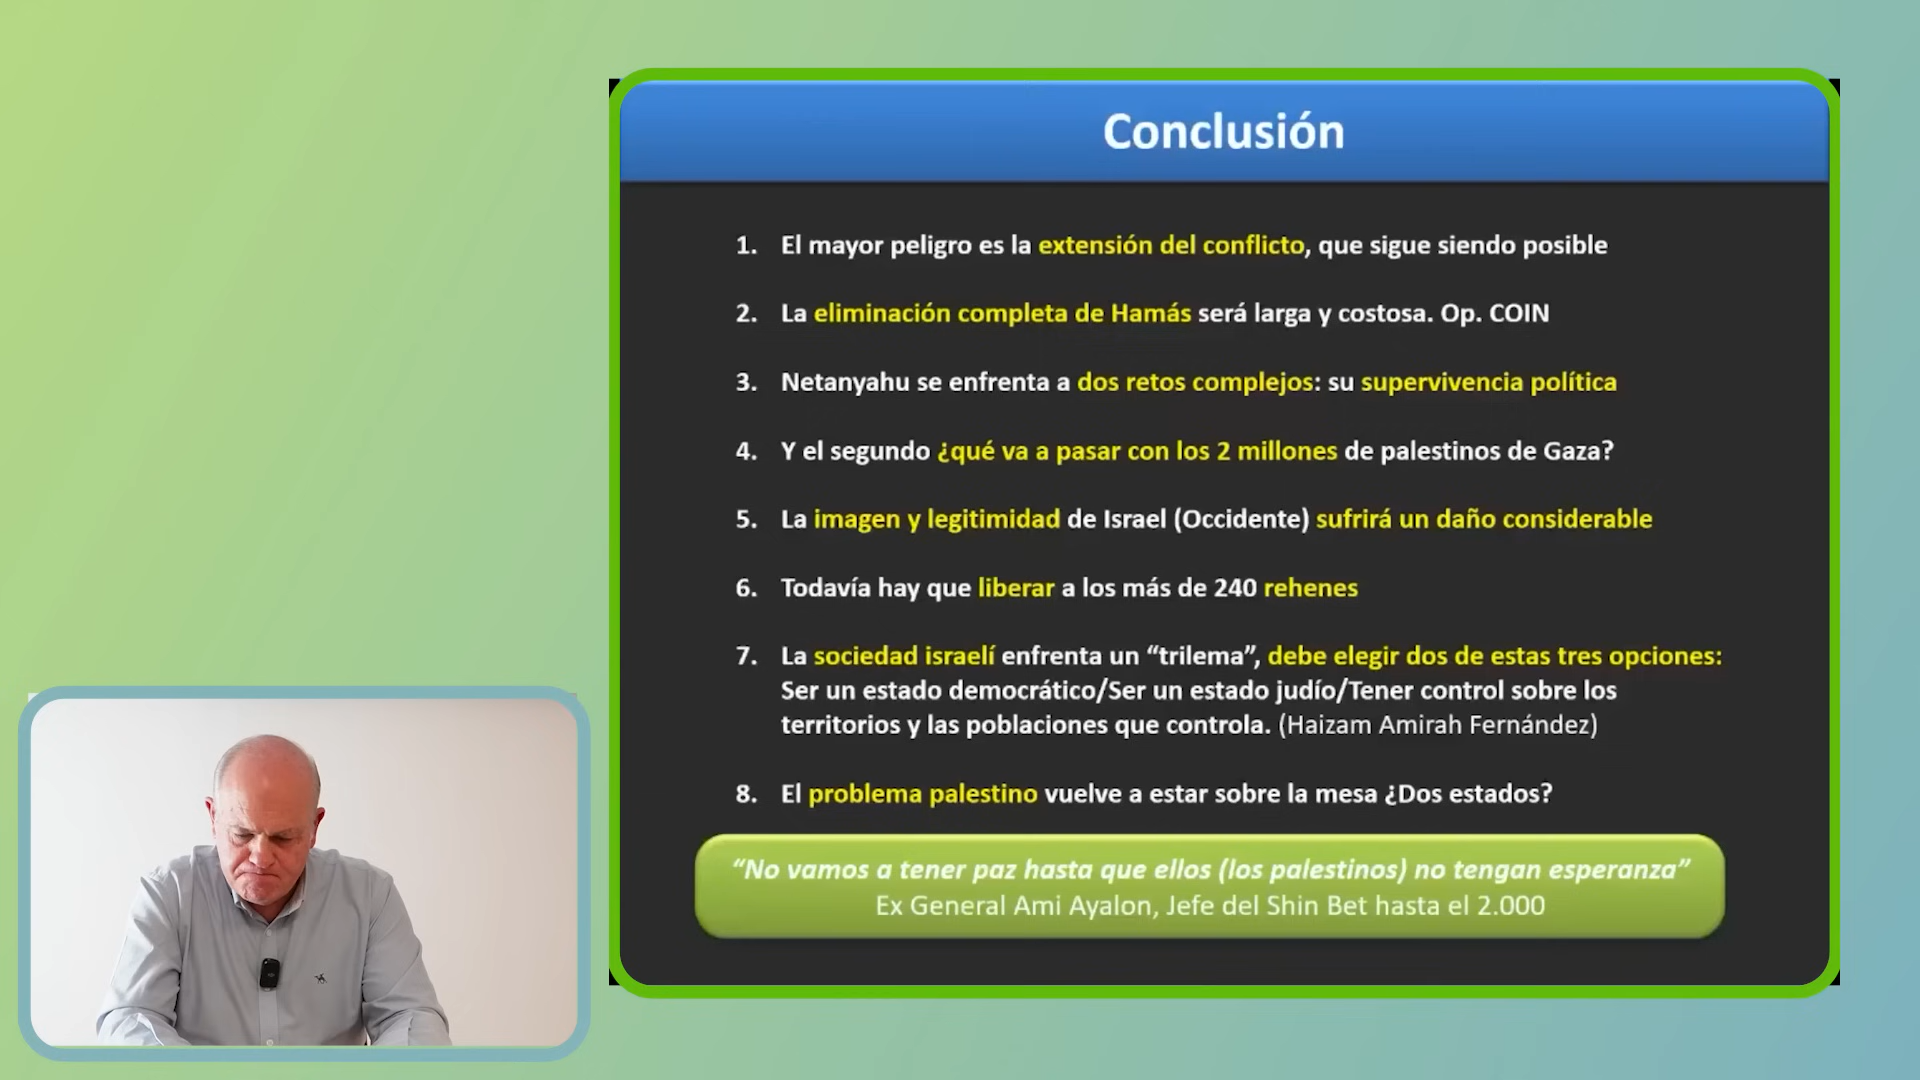 Conclusión
1. El mayor peligro es la extensión del conflicto, que sigue siendo posible
2. La eliminación completa de Hamás será larga y costosa. Op. COIN
3. Netanyahu se enfrenta a dos retos complejos: su supervivencia política
4. Y el segundo ¿qué va a pasar con los 2 millones de palestinos de Gaza?
5. La imagen y legitimidad de Israel (Occidente) sufrirá un daño considerable
6. Todavía hay que liberar a los más de 240 rehenes
7. La sociedad israelí enfrenta un “trilema”, debe elegir dos de estas tres opciones:
Ser un estado democrático/Ser un estado judío/Tener control sobre los
territorios y las poblaciones que controla. (Haizam Amirah Fernández)
8. El problema palestino vuelve a estar sobre la mesa ¿Dos estados?
“No vamos a tener paz hasta que ellos (los palestinos) no tengan esperanza”
Ex General Ami Ayalon, Jefe del Shin Bet hasta el 2.000